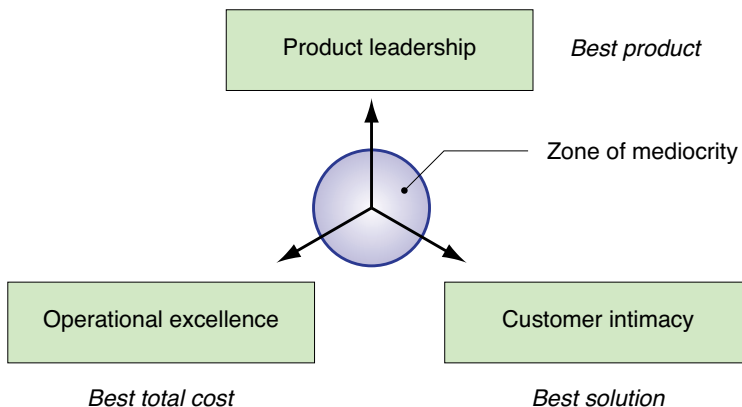 Product leadership
Best product
Zone of mediocrity
Operational excellence
Customer intimacy
Best total cost
Best solution